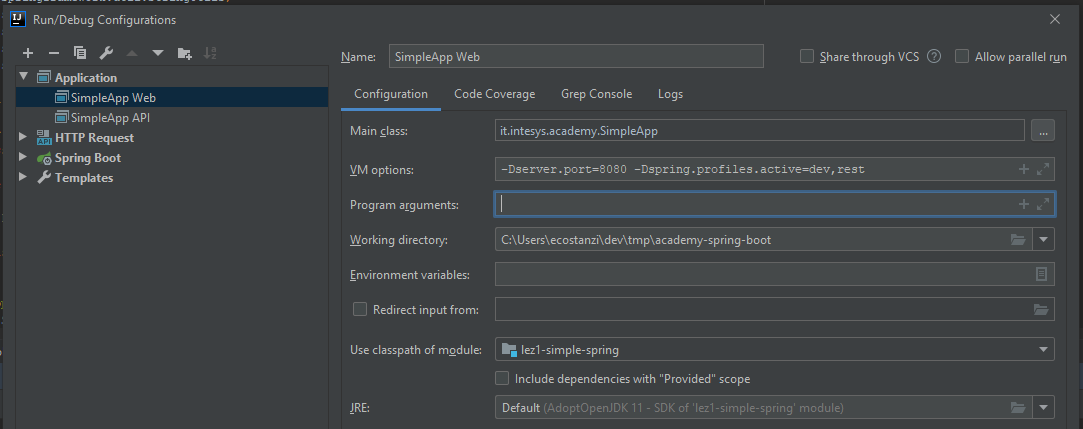 Run/Debug Configurations
Name: SimpleApp Web Share through VCS ? Allow parallel run
Application
SimpleApp Web
SimpleApp API
HTTP Request
Spring Boot
Templates
Configuration Code Coverage Grep Console Logs
Main class: it.intesys.academy.SimpleApp ...
VM options: -Dserver.port=8080 -Dspring.profiles.active=dev,rest
Program arguments:
Working directory: C:\Users\ecostanzi\dev\tmp\academy-spring-boot
Environment variables:
Redirect input from:
Use classpath of module: lez1-simple-spring
Include dependencies with "Provided" scope
JRE: Default (AdoptOpenJDK 11 - SDK of 'lez1-simple-spring' module)